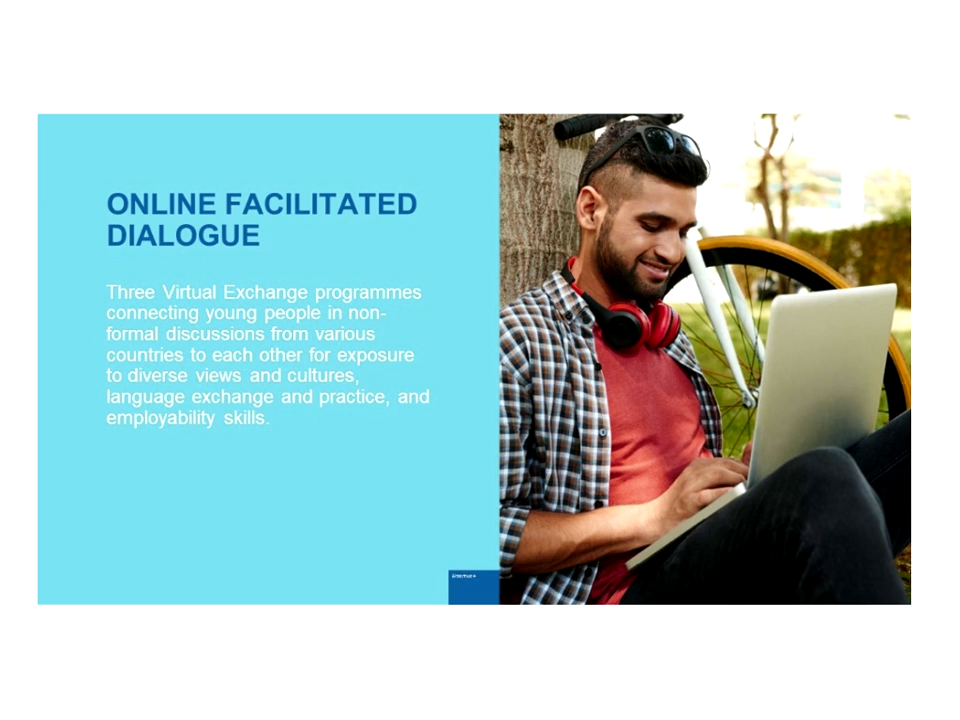 ONLINE FACILITATED
DIALOGUE
Three Virtual Exchange programmes
connecting young people in non-
formal discussions from various
countries to each other for exposure
to diverse views and cultures,
language exchange and practice, and
employability skills.
Erasmus+